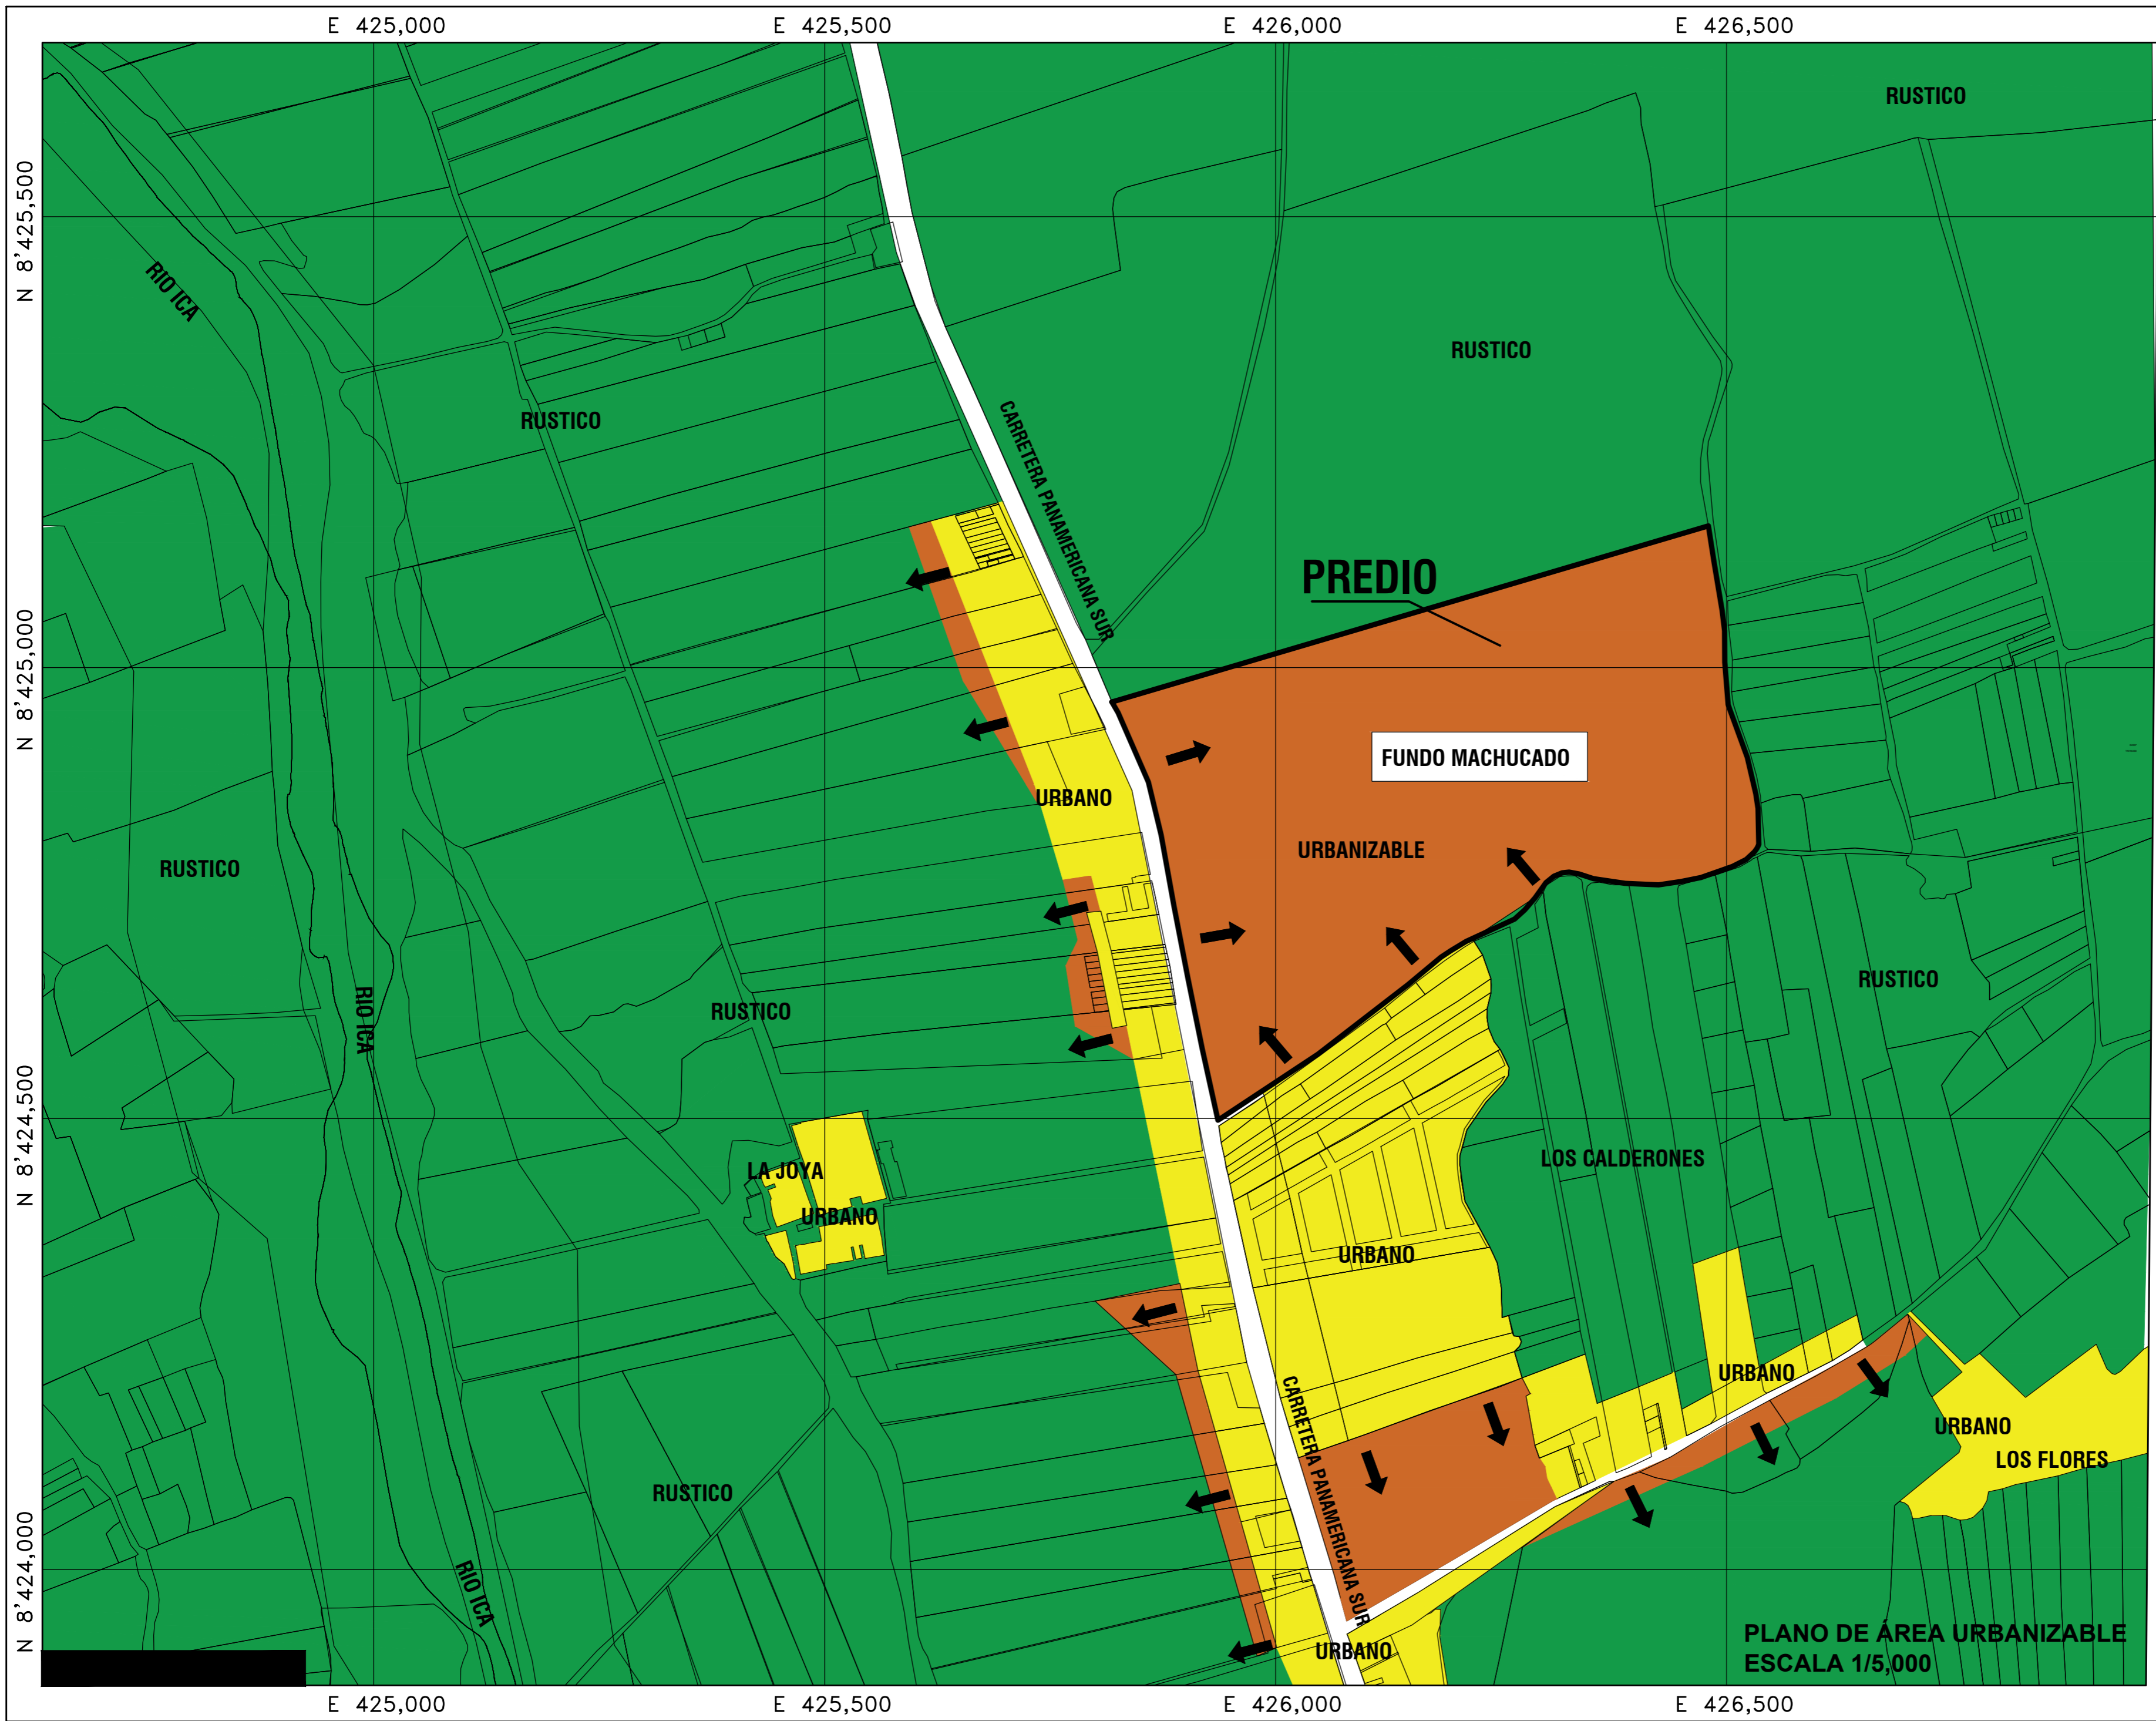 E 425,000
E 425,500
E 426,000
E 426,500
RUSTICO
N 8'425,500
RIO ICA
RUSTICO
RUSTICO
CARRETERA PANAMERICANA SUR
PREDIO
N 8'425,000
FUNDO MACHUCADO
URBANO
URBANIZABLE
RUSTICO
RUSTICO
RIO ICA
RUSTICO
N 8'424,500
LOS CALDERONES
LA JOYA
URBANO
URBANO
URBANO
CARRETERA PANAMERICANA SUR
URBANO
LOS FLORES
RUSTICO
N 8'424,000
RIO ICA
URBANO
PLANO DE ÁREA URBANIZABLE
ESCALA 1/5,000
E 425,000
E 425,500
E 426,000
E 426,500